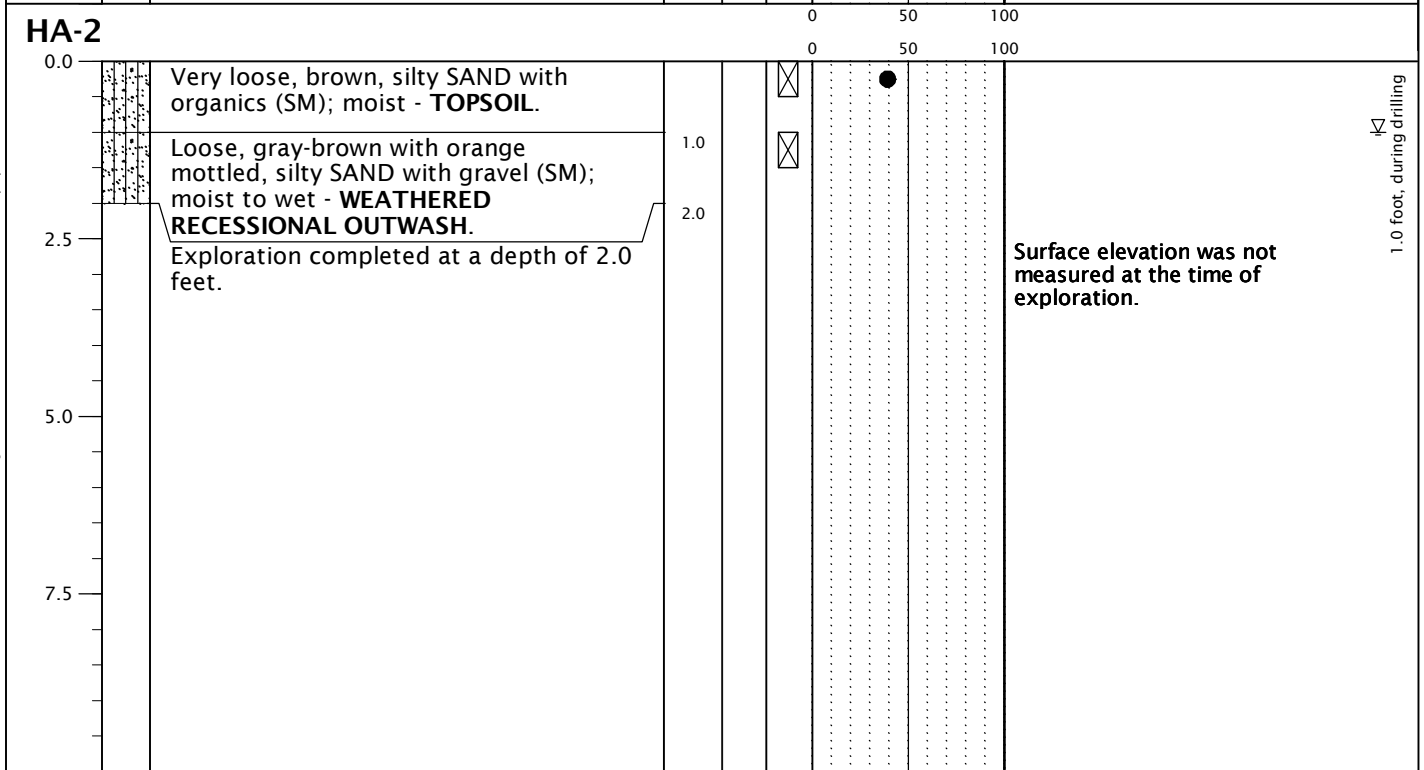 0 50 100
HA-2
0 50 100
0.0
Very loose, brown, silty SAND with
organics (SM); moist - TOPSOIL.
1.0
Loose, gray-brown with orange
mottled, silty SAND with gravel (SM);
moist to wet - WEATHERED
RECESSIONAL OUTWASH.
2.0
2.5
Exploration completed at a depth of 2.0
feet.
Surface elevation was not
measured at the time of
exploration.
1.0 foot, during drilling
5.0
7.5